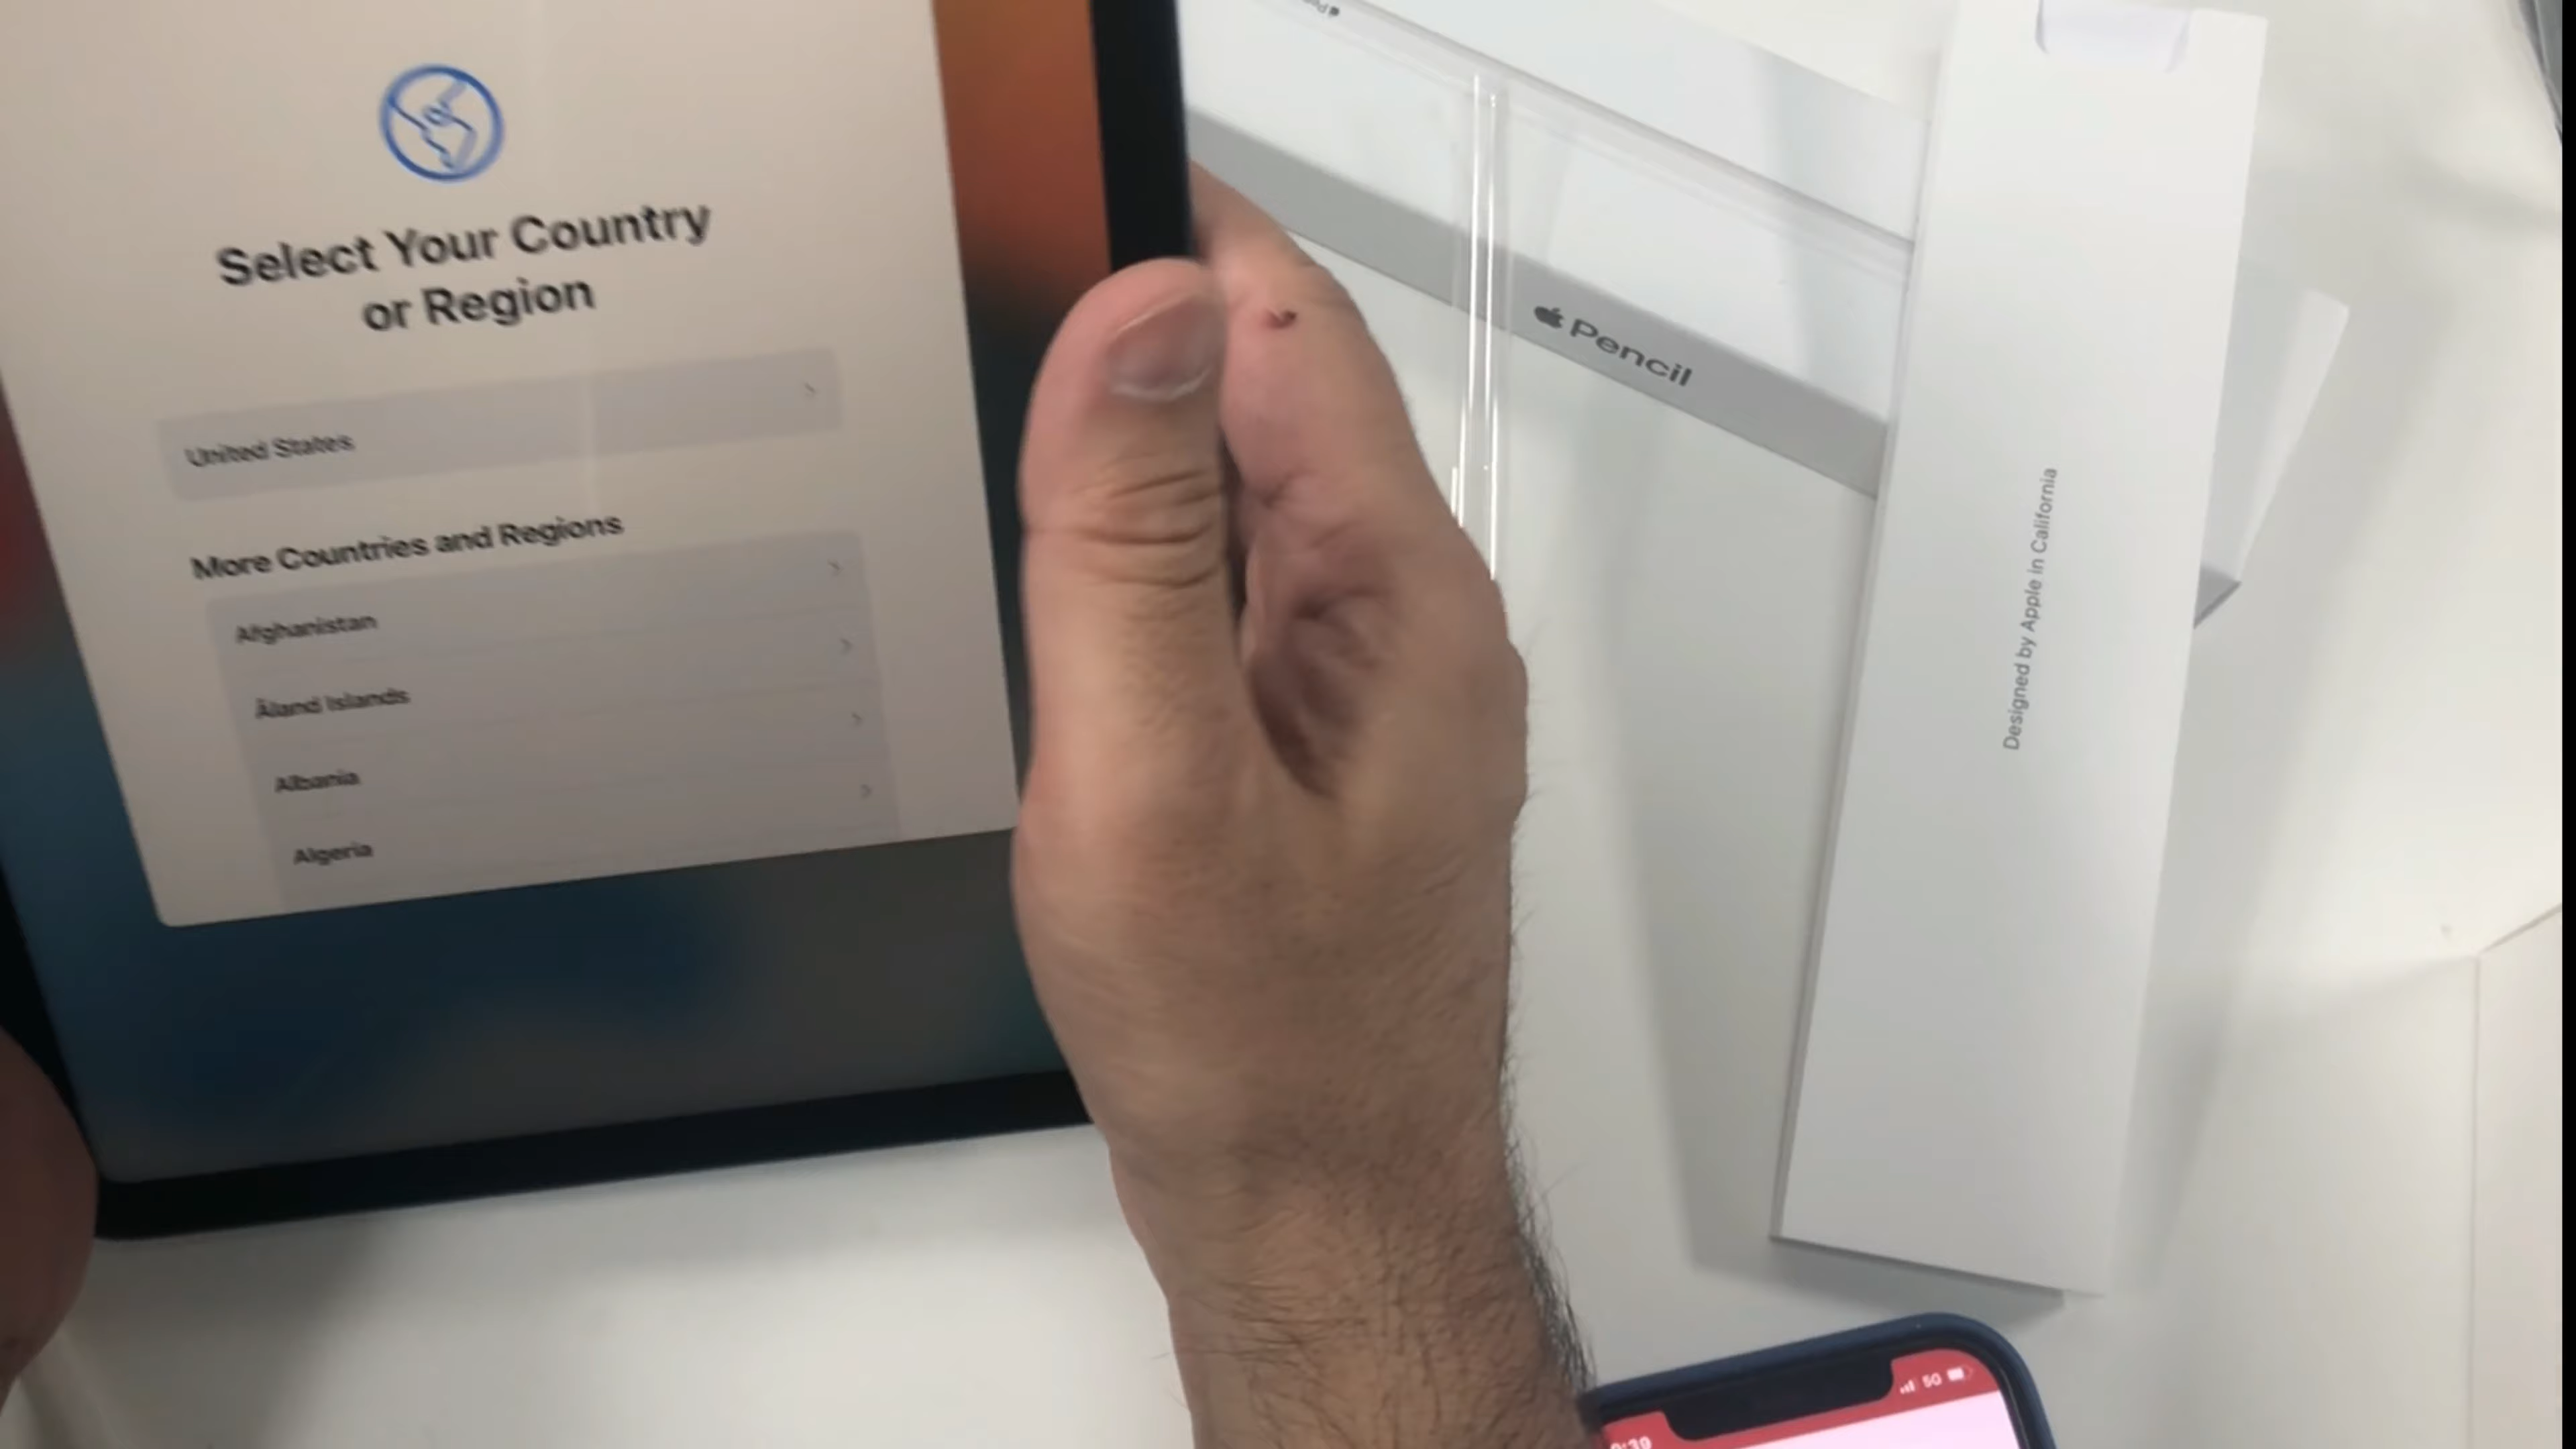 Select Your Country
or Region
United States
More Countries and Regions
Afghanistan
Åland Islands
Albania
Algeria
Pencil
Designed by Apple in California
5G